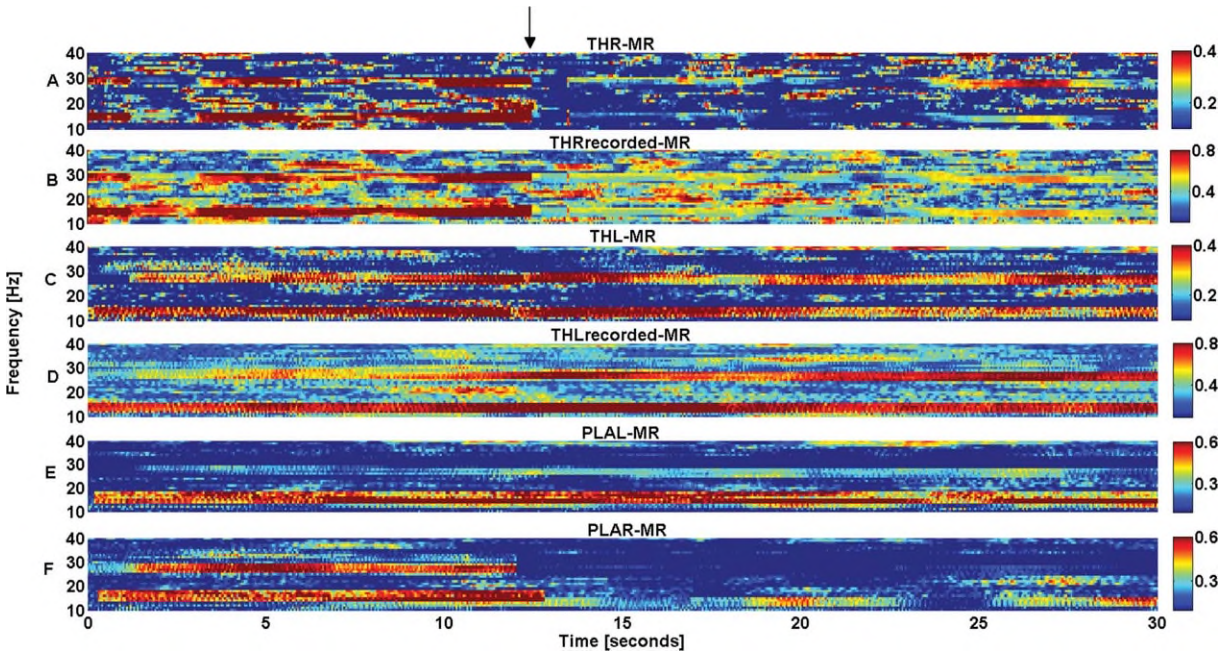 THR-MR
A
40
30
20
10
0.4
0.2
THRrecorded-MR
B
40
30
20
10
0.8
0.4
THL-MR
C
40
30
20
10
0.4
0.2
THLrecorded-MR
D
40
30
20
10
0.8
0.4
PLAL-MR
E
40
30
20
10
0.6
0.3
PLAR-MR
F
40
30
20
10
0.6
0.3
Frequency [Hz]
0 5 10 15 20 25 30
Time [seconds]